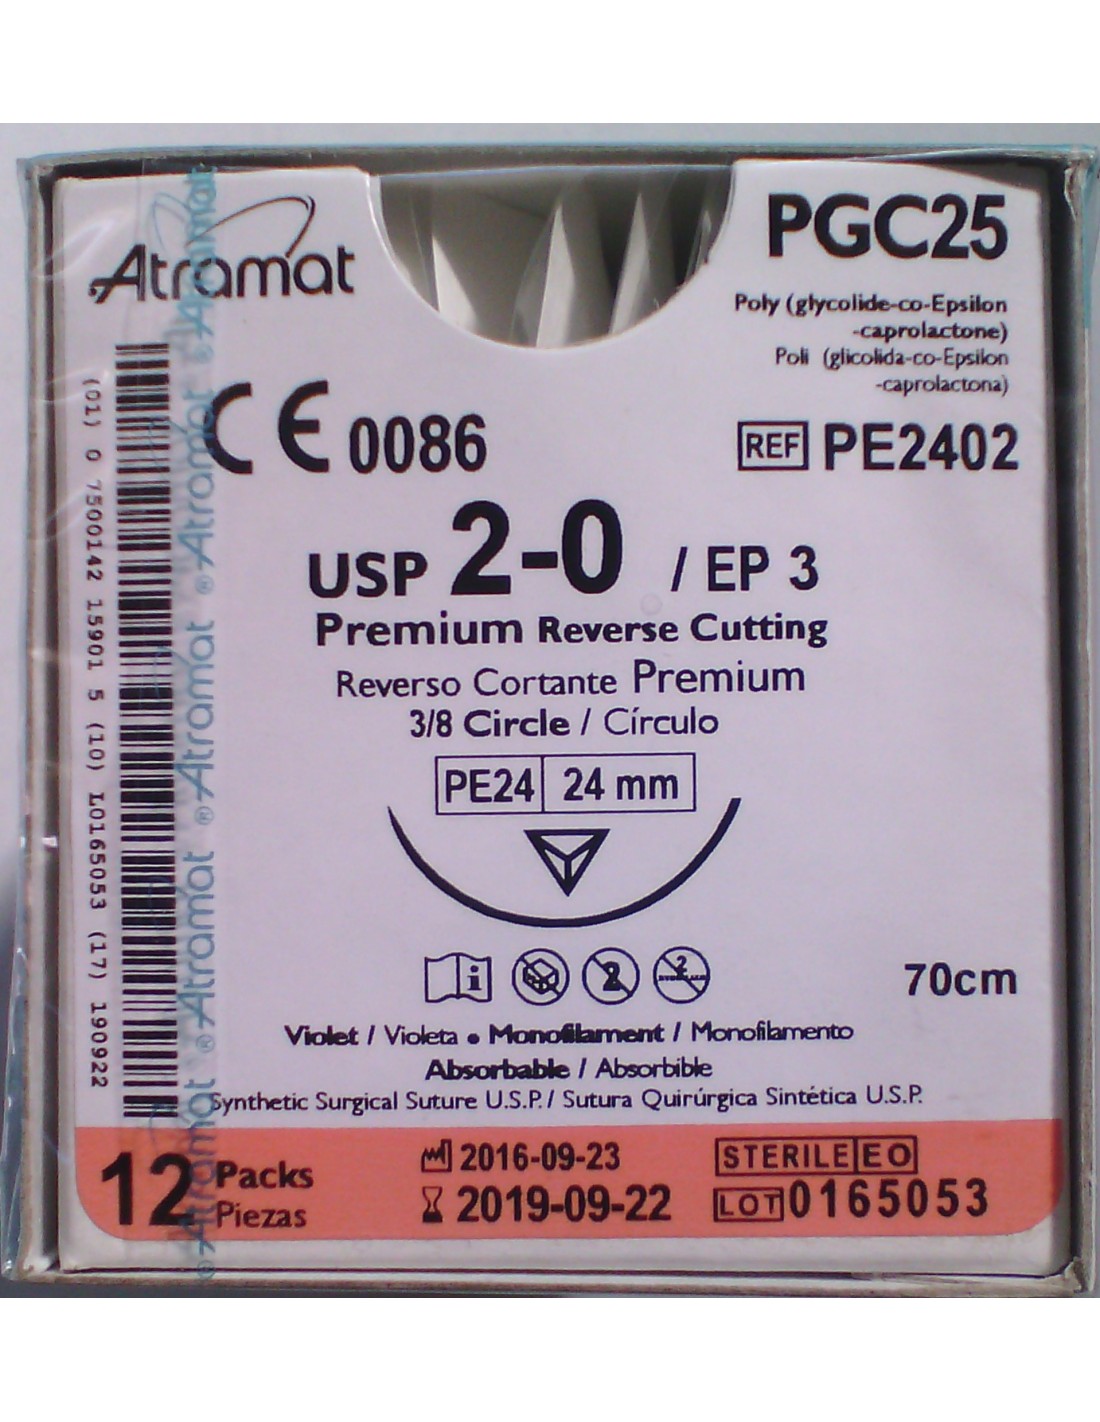 Atramat
PGC25
Poly (glycolide-co-Epsilon
-caprolactone)
Poli (glicolida-co-Epsilon
-caprolactona)
CE 0086
REF PE2402
USP 2-0 / EP 3
Premium Reverse Cutting
Reverso Cortante Premium
3/8 Circle / Círculo
PE24 24 mm
i
2
2
70cm
Violet / Violeta • Monofilament / Monofilamento
Absorbable / Absorbible
Synthetic Surgical Suture U.S.P. / Sutura Quirúrgica Sintética U.S.P.
12 Packs
Piezas
2016-09-23
2019-09-22
STERILE EO
LOT 0165053
(01) 0 7500142 15901 5 (10) L0165053 (17) 190922
Atramat ® Atramat ® Atramat ® Atramat ® Atramat ®